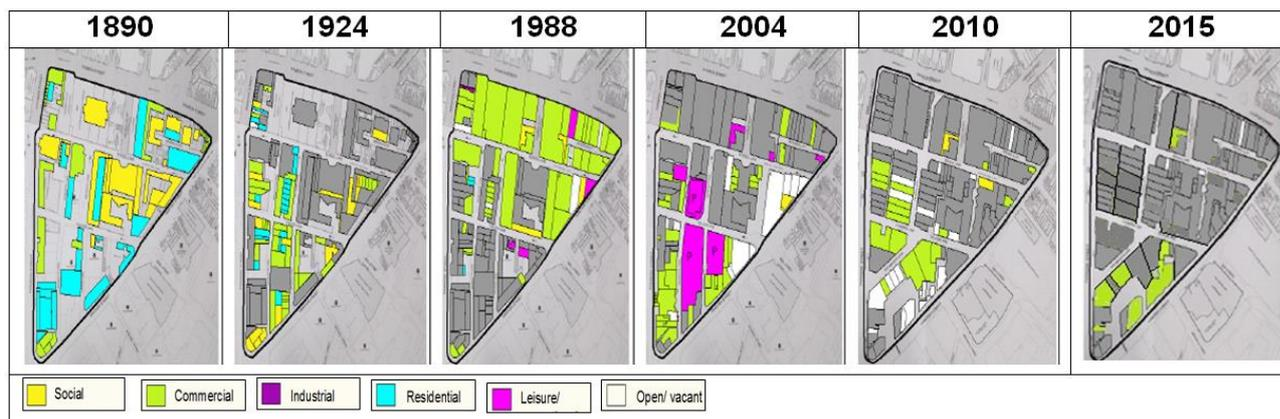 1890
1924
1988
2004
2010
2015
Social
Commercial
Industrial
Residential
Leisure/
Open/ vacant